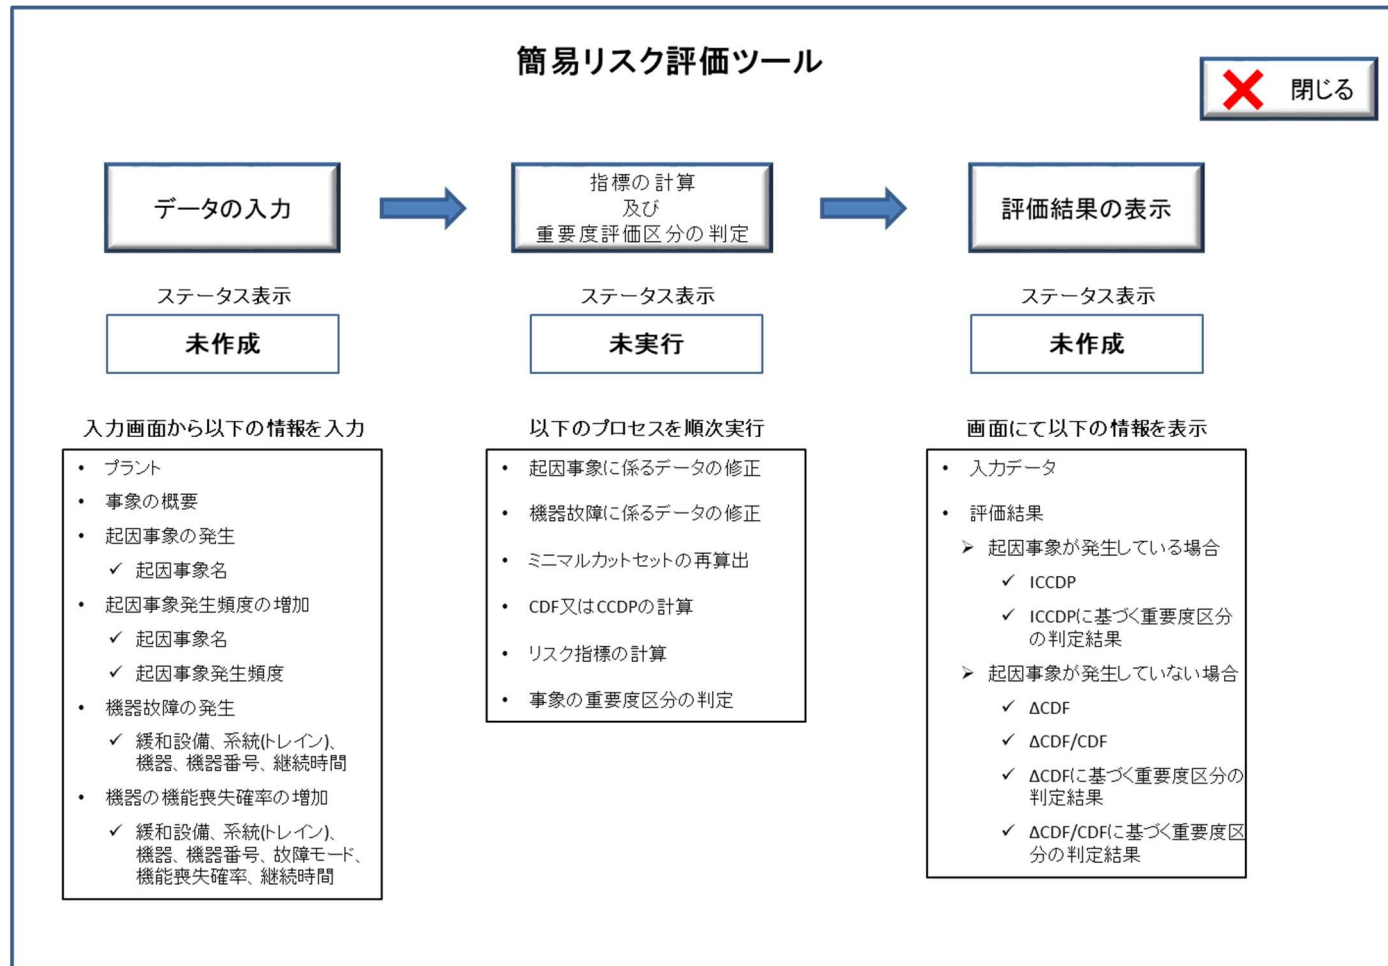 簡易リスク評価ツール
閉じる
データの入力
指標の計算
及び
重要度評価区分の判定
評価結果の表示
ステータス表示
ステータス表示
ステータス表示
未作成
未実行
未作成
入力画面から以下の情報を入力
• プラント
• 事象の概要
• 起因事象の発生
✓ 起因事象名
• 起因事象発生頻度の増加
✓ 起因事象名
✓ 起因事象発生頻度
• 機器故障の発生
✓ 緩和設備、系統(トレイン)、
機器、機器番号、継続時間
• 機器の機能喪失確率の増加
✓ 緩和設備、系統(トレイン)、
機器、機器番号、故障モード、
機能喪失確率、継続時間
以下のプロセスを順次実行
• 起因事象に係るデータの修正
• 機器故障に係るデータの修正
• ミニマルカットセットの再算出
• CDF又はCCDPの計算
• リスク指標の計算
• 事象の重要度区分の判定
画面にて以下の情報を表示
• 入力データ
• 評価結果
➢ 起因事象が発生している場合
✓ ICCDP
✓ ICCDPに基づく重要度区分
の判定結果
➢ 起因事象が発生していない場合
✓ ΔCDF
✓ ΔCDF/CDF
✓ ΔCDFに基づく重要度区分の
判定結果
✓ ΔCDF/CDFに基づく重要度区
分の判定結果